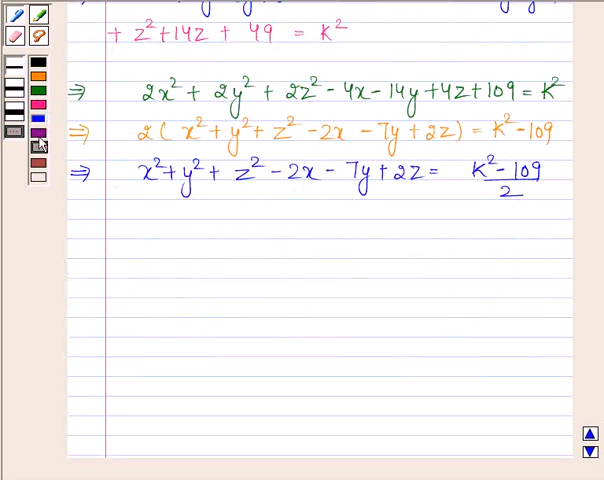 + z² + 14z + 49 = K²
⇒ 2x² + 2y² + 2z² - 4x - 14y + 4z + 109 = K²
⇒ 2( x² + y² + z² - 2x - 7y + 2z) = K² - 109
⇒ x² + y² + z² - 2x - 7y + 2z = K² - 109 / 2